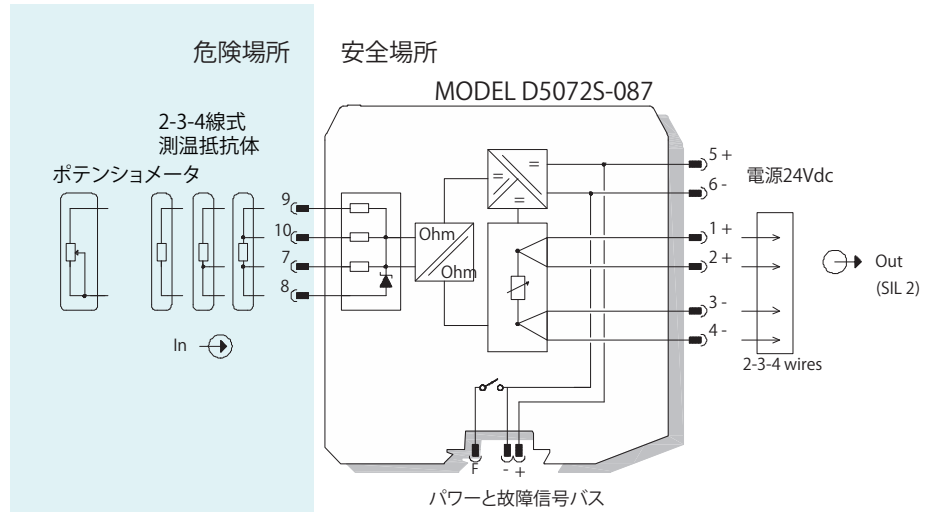 危険場所
安全場所
MODEL D5072S-087
2-3-4線式
測温抵抗体
ポテンショメータ
9
10
7
8
In
Ohm
Ohm
=
=
=
5 +
6 -
電源24Vdc
1 +
2 +
3 -
4 -
Out
(SIL 2)
2-3-4 wires
F
- +
パワーと故障信号バス